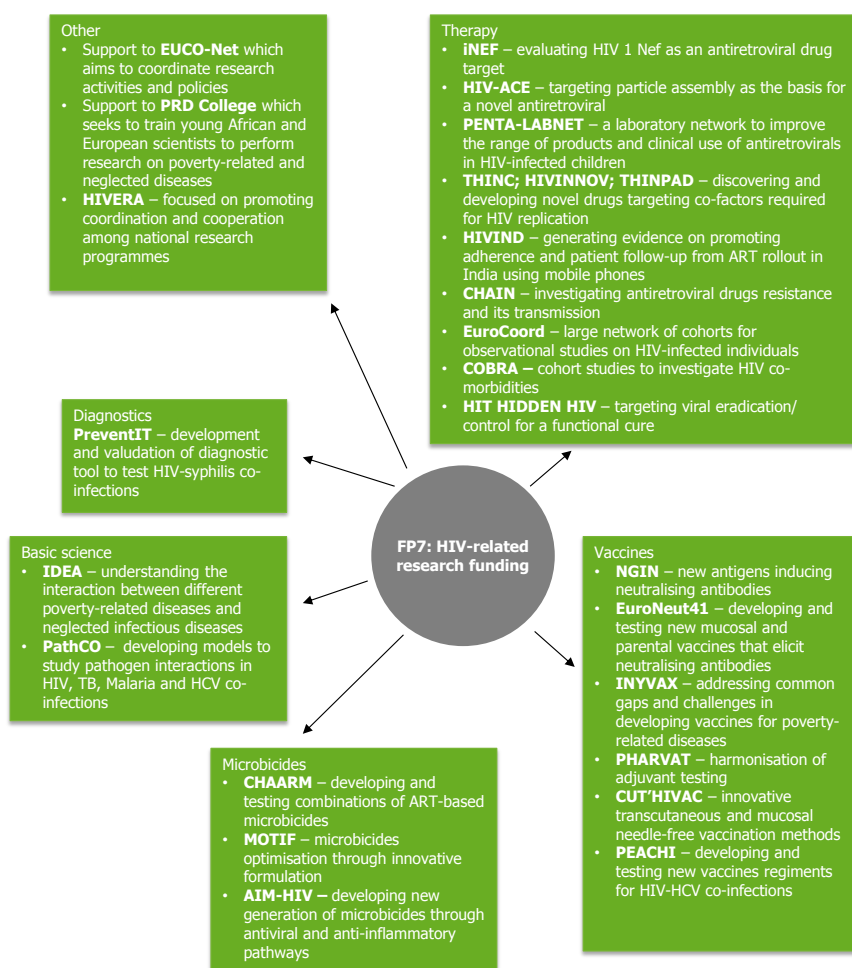 Other
• Support to EUCO-Net which
aims to coordinate research
activities and policies
• Support to PRD College which
seeks to train young African and
European scientists to perform
research on poverty-related and
neglected diseases
• HIVERA – focused on promoting
coordination and cooperation
among national research
programmes
Therapy
• iNEF – evaluating HIV 1 Nef as an antiretroviral drug
target
• HIV-ACE – targeting particle assembly as the basis for
a novel antiretroviral
• PENTA-LABNET – a laboratory network to improve
the range of products and clinical use of antiretrovirals
in HIV-infected children
• THINC; HIVINNOV; THINPAD – discovering and
developing novel drugs targeting co-factors required
for HIV replication
• HIVIND – generating evidence on promoting
adherence and patient follow-up from ART rollout in
India using mobile phones
• CHAIN – investigating antiretroviral drugs resistance
and its transmission
• EuroCoord – large network of cohorts for
observational studies on HIV-infected individuals
• COBRA – cohort studies to investigate HIV co-
morbidities
• HIT HIDDEN HIV – targeting viral eradication/
control for a functional cure
Diagnostics
PreventIT – development
and valudation of diagnostic
tool to test HIV-syphilis co-
infections
FP7: HIV-related
research funding
Basic science
• IDEA – understanding the
interaction between different
poverty-related diseases and
neglected infectious diseases
• PathCO – developing models to
study pathogen interactions in
HIV, TB, Malaria and HCV co-
infections
Vaccines
• NGIN – new antigens inducing
neutralising antibodies
• EuroNeut41 – developing and
testing new mucosal and
parental vaccines that elicit
neutralising antibodies
• INYVAX – addressing common
gaps and challenges in
developing vaccines for poverty-
related diseases
• PHARVAT – harmonisation of
adjuvant testing
• CUT'HIVAC – innovative
transcutaneous and mucosal
needle-free vaccination methods
• PEACHI – developing and
testing new vaccines regiments
for HIV-HCV co-infections
Microbicides
• CHAARM – developing and
testing combinations of ART-based
microbicides
• MOTIF – microbicides
optimisation through innovative
formulation
• AIM-HIV – developing new
generation of microbicides through
antiviral and anti-inflammatory
pathways